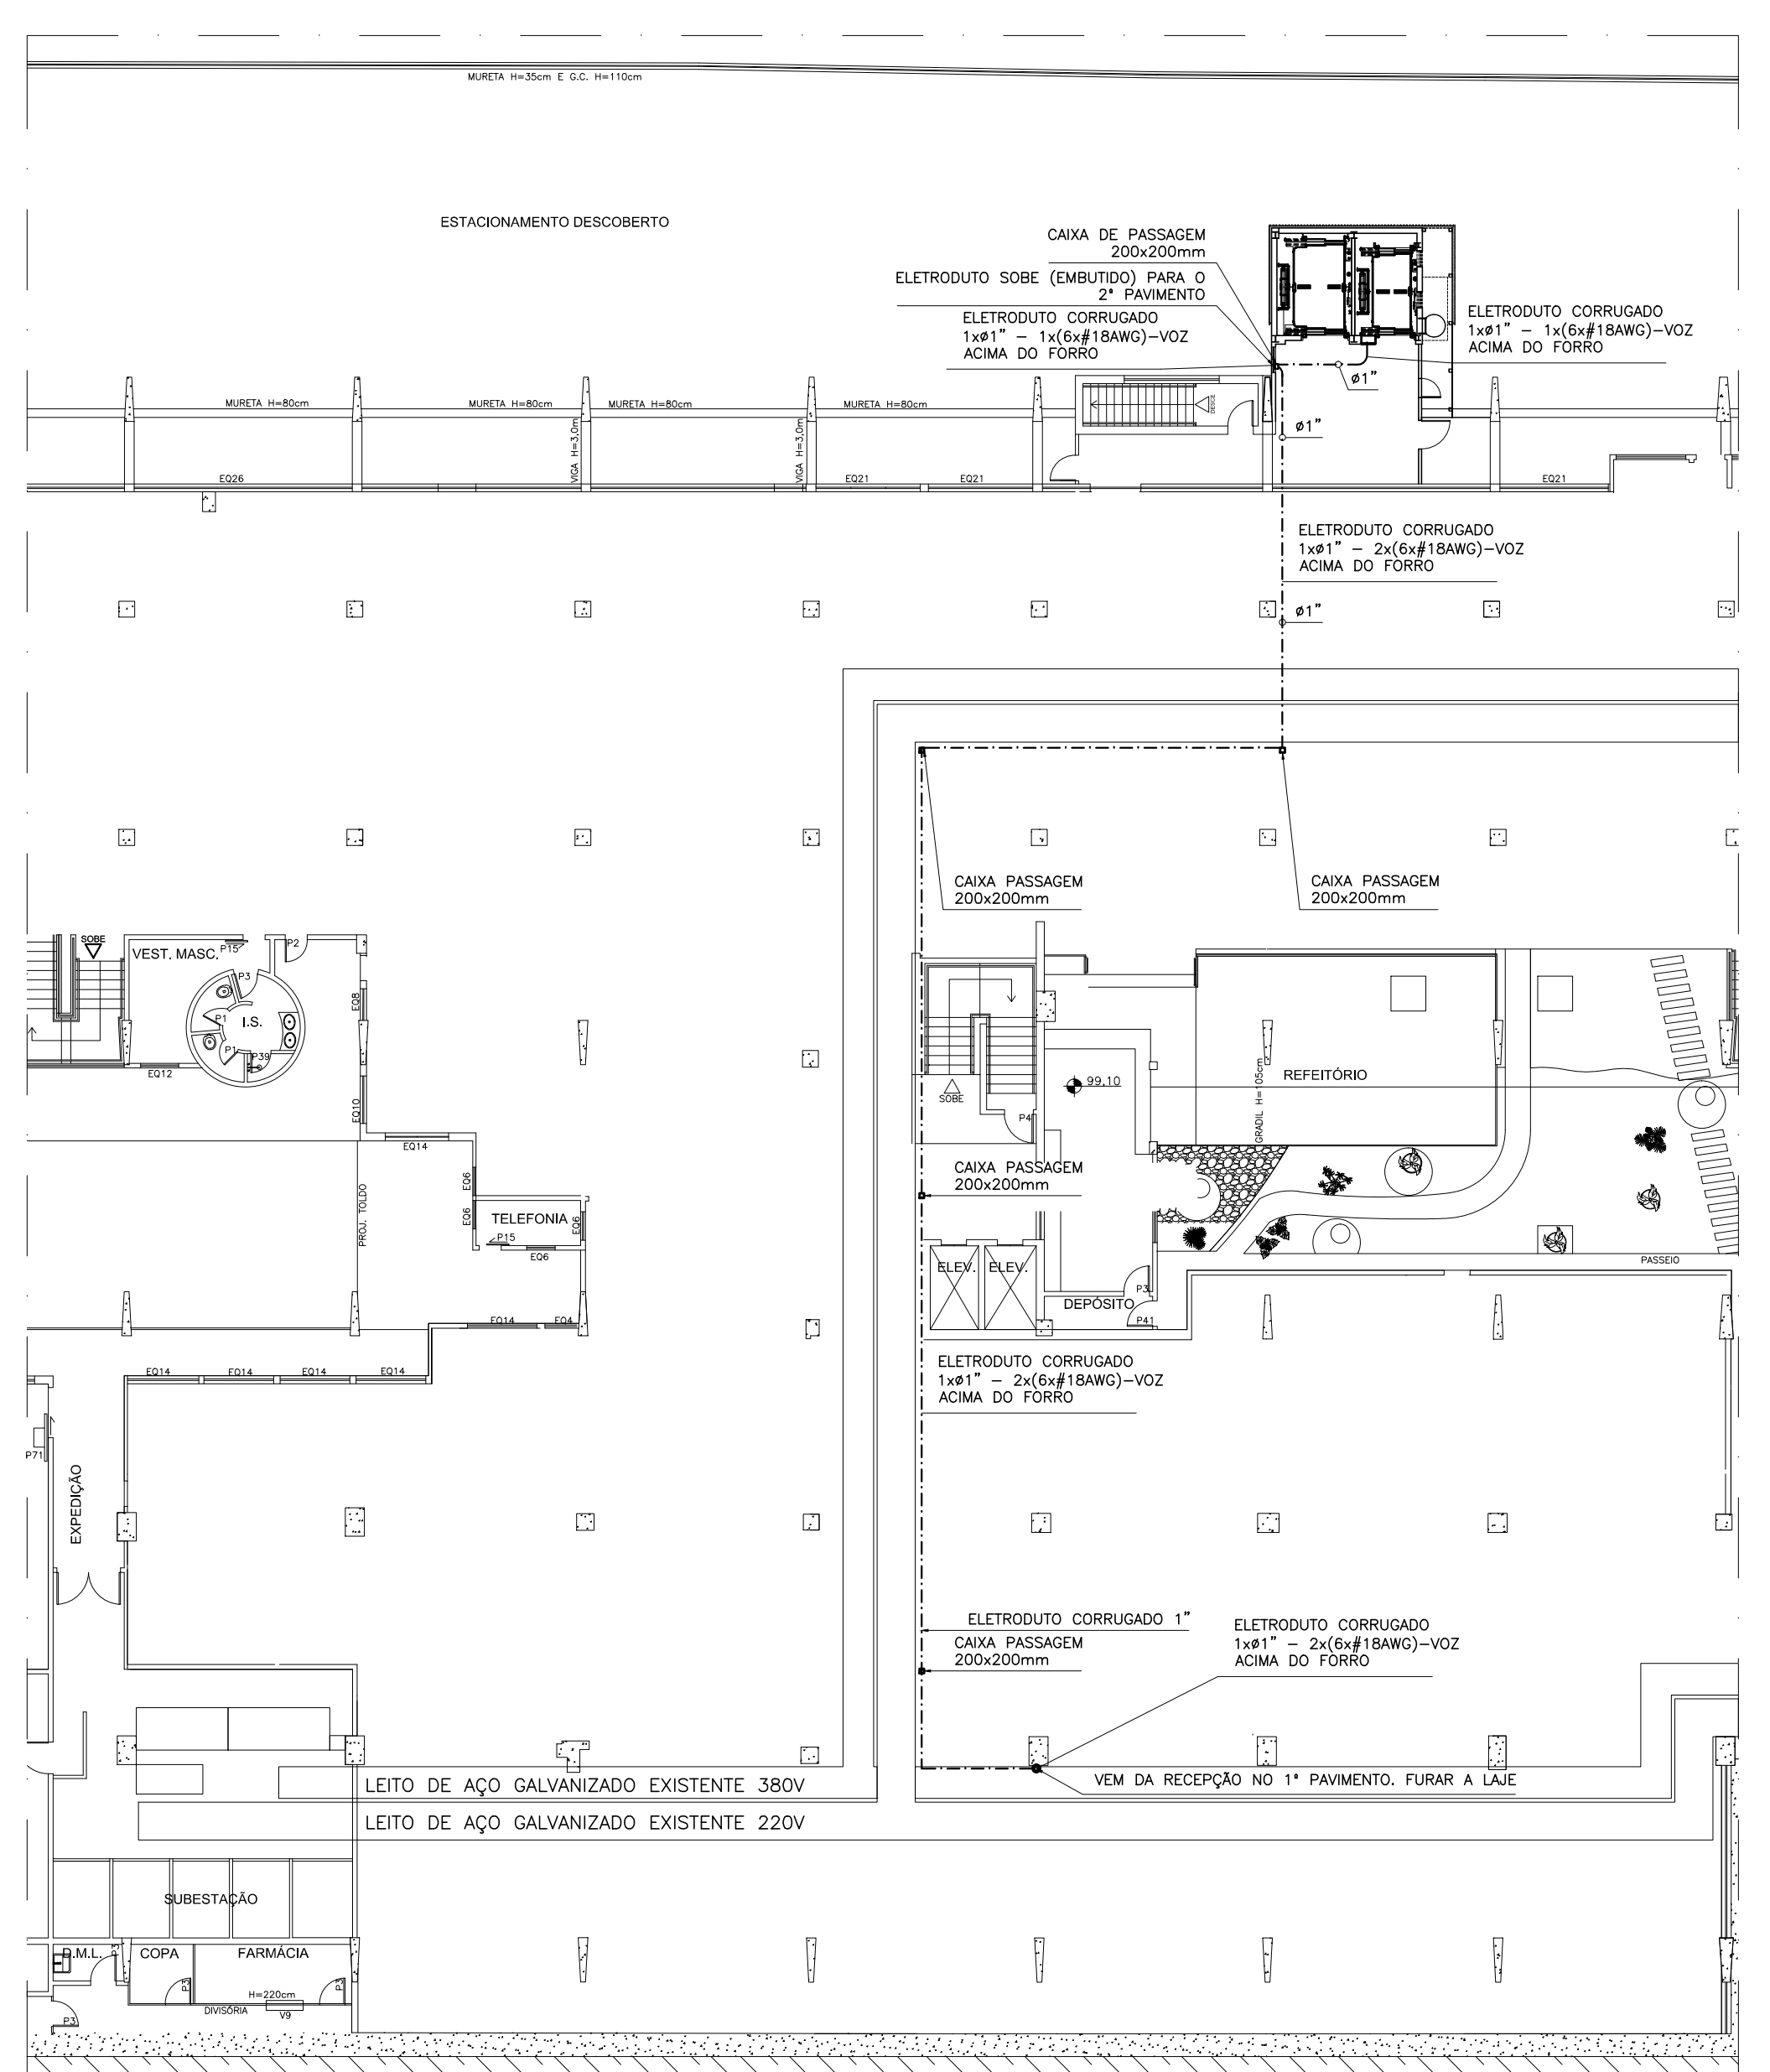 MURETA H=35cm E G.C. H=110cm
ESTACIONAMENTO DESCOBERTO
CAIXA DE PASSAGEM
200x200mm
ELETRODUTO SOBE (EMBUTIDO) PARA O
2ª PAVIMENTO
ELETRODUTO CORRUGADO
1xø1" – 1x(6x#18AWG)–VOZ
ACIMA DO FORRO
ELETRODUTO CORRUGADO
1xø1" – 1x(6x#18AWG)–VOZ
ACIMA DO FORRO
ø1"
MURETA H=80cm
MURETA H=80cm
MURETA H=80cm
MURETA H=80cm
DESCE
ø1"
VIGA H=3,0m
VIGA H=3,0m
EQ26
EQ21
EQ21
EQ21
ELETRODUTO CORRUGADO
1xø1" – 2x(6x#18AWG)–VOZ
ACIMA DO FORRO
ø1"
CAIXA PASSAGEM
200x200mm
CAIXA PASSAGEM
200x200mm
SOBE
VEST. MASC.
P15
P2
P3
P1
I.S.
P1
P39
EQ8
EQ12
EQ10
EQ14
99,10
SOBE
P4
GRADIL H=105cm
REFEITÓRIO
CAIXA PASSAGEM
200x200mm
PROJ. TOLDO
EQ6
EQ6
TELEFONIA
EQ6
P15
EQ6
ELEV.
ELEV.
P3
DEPÓSITO
P41
PASSEIO
EQ14
EQ4
EQ14
EQ14
EQ14
EQ14
ELETRODUTO CORRUGADO
1xø1" – 2x(6x#18AWG)–VOZ
ACIMA DO FORRO
P71
EXPEDIÇÃO
ELETRODUTO CORRUGADO 1"
CAIXA PASSAGEM
200x200mm
ELETRODUTO CORRUGADO
1xø1" – 2x(6x#18AWG)–VOZ
ACIMA DO FORRO
VEM DA RECEPÇÃO NO 1ª PAVIMENTO. FURAR A LAJE
LEITO DE AÇO GALVANIZADO EXISTENTE 380V
LEITO DE AÇO GALVANIZADO EXISTENTE 220V
SUBESTAÇÃO
D.M.L.
P3
COPA
FARMÁCIA
P3
P3
H=220cm
DIVISÓRIA
V9
P3